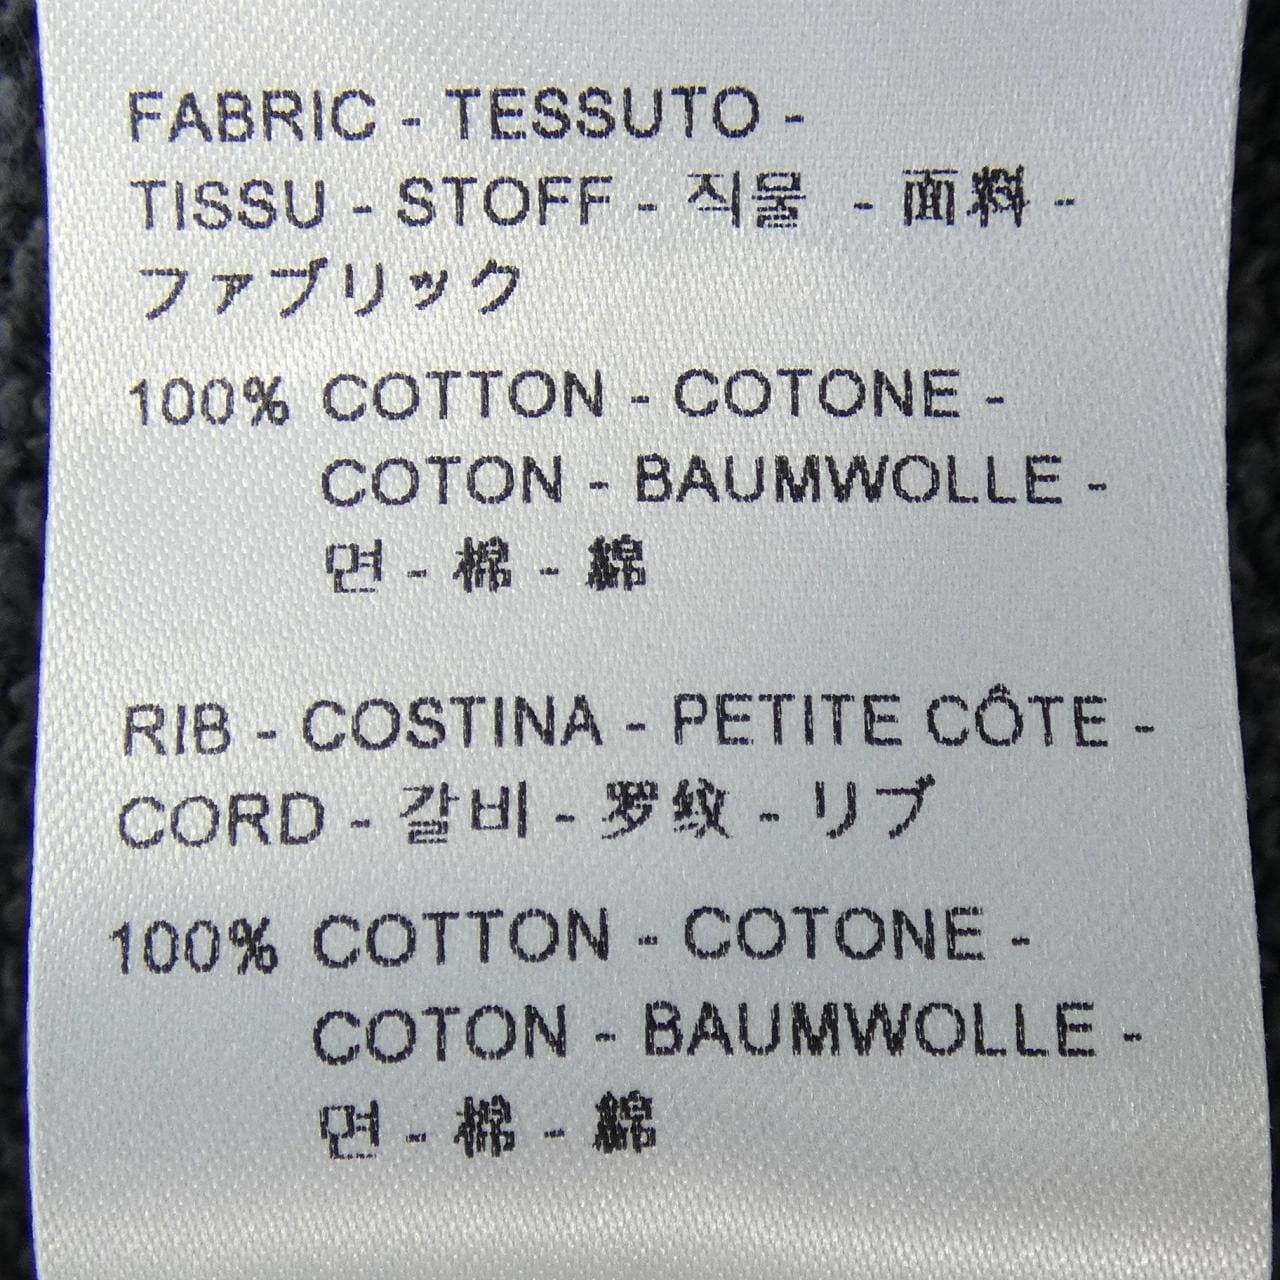 FABRIC - TESSUTO -
TISSU - STOFF - 직물 - 面料 -
ファブリック
100% COTTON - COTONE -
COTON - BAUMWOLLE -
면 - 棉 - 綿
RIB - COSTINA - PETITE CÔTE -
CORD - 갈비 - 罗纹 - リブ
100% COTTON - COTONE -
COTON - BAUMWOLLE -
면 - 棉 - 綿